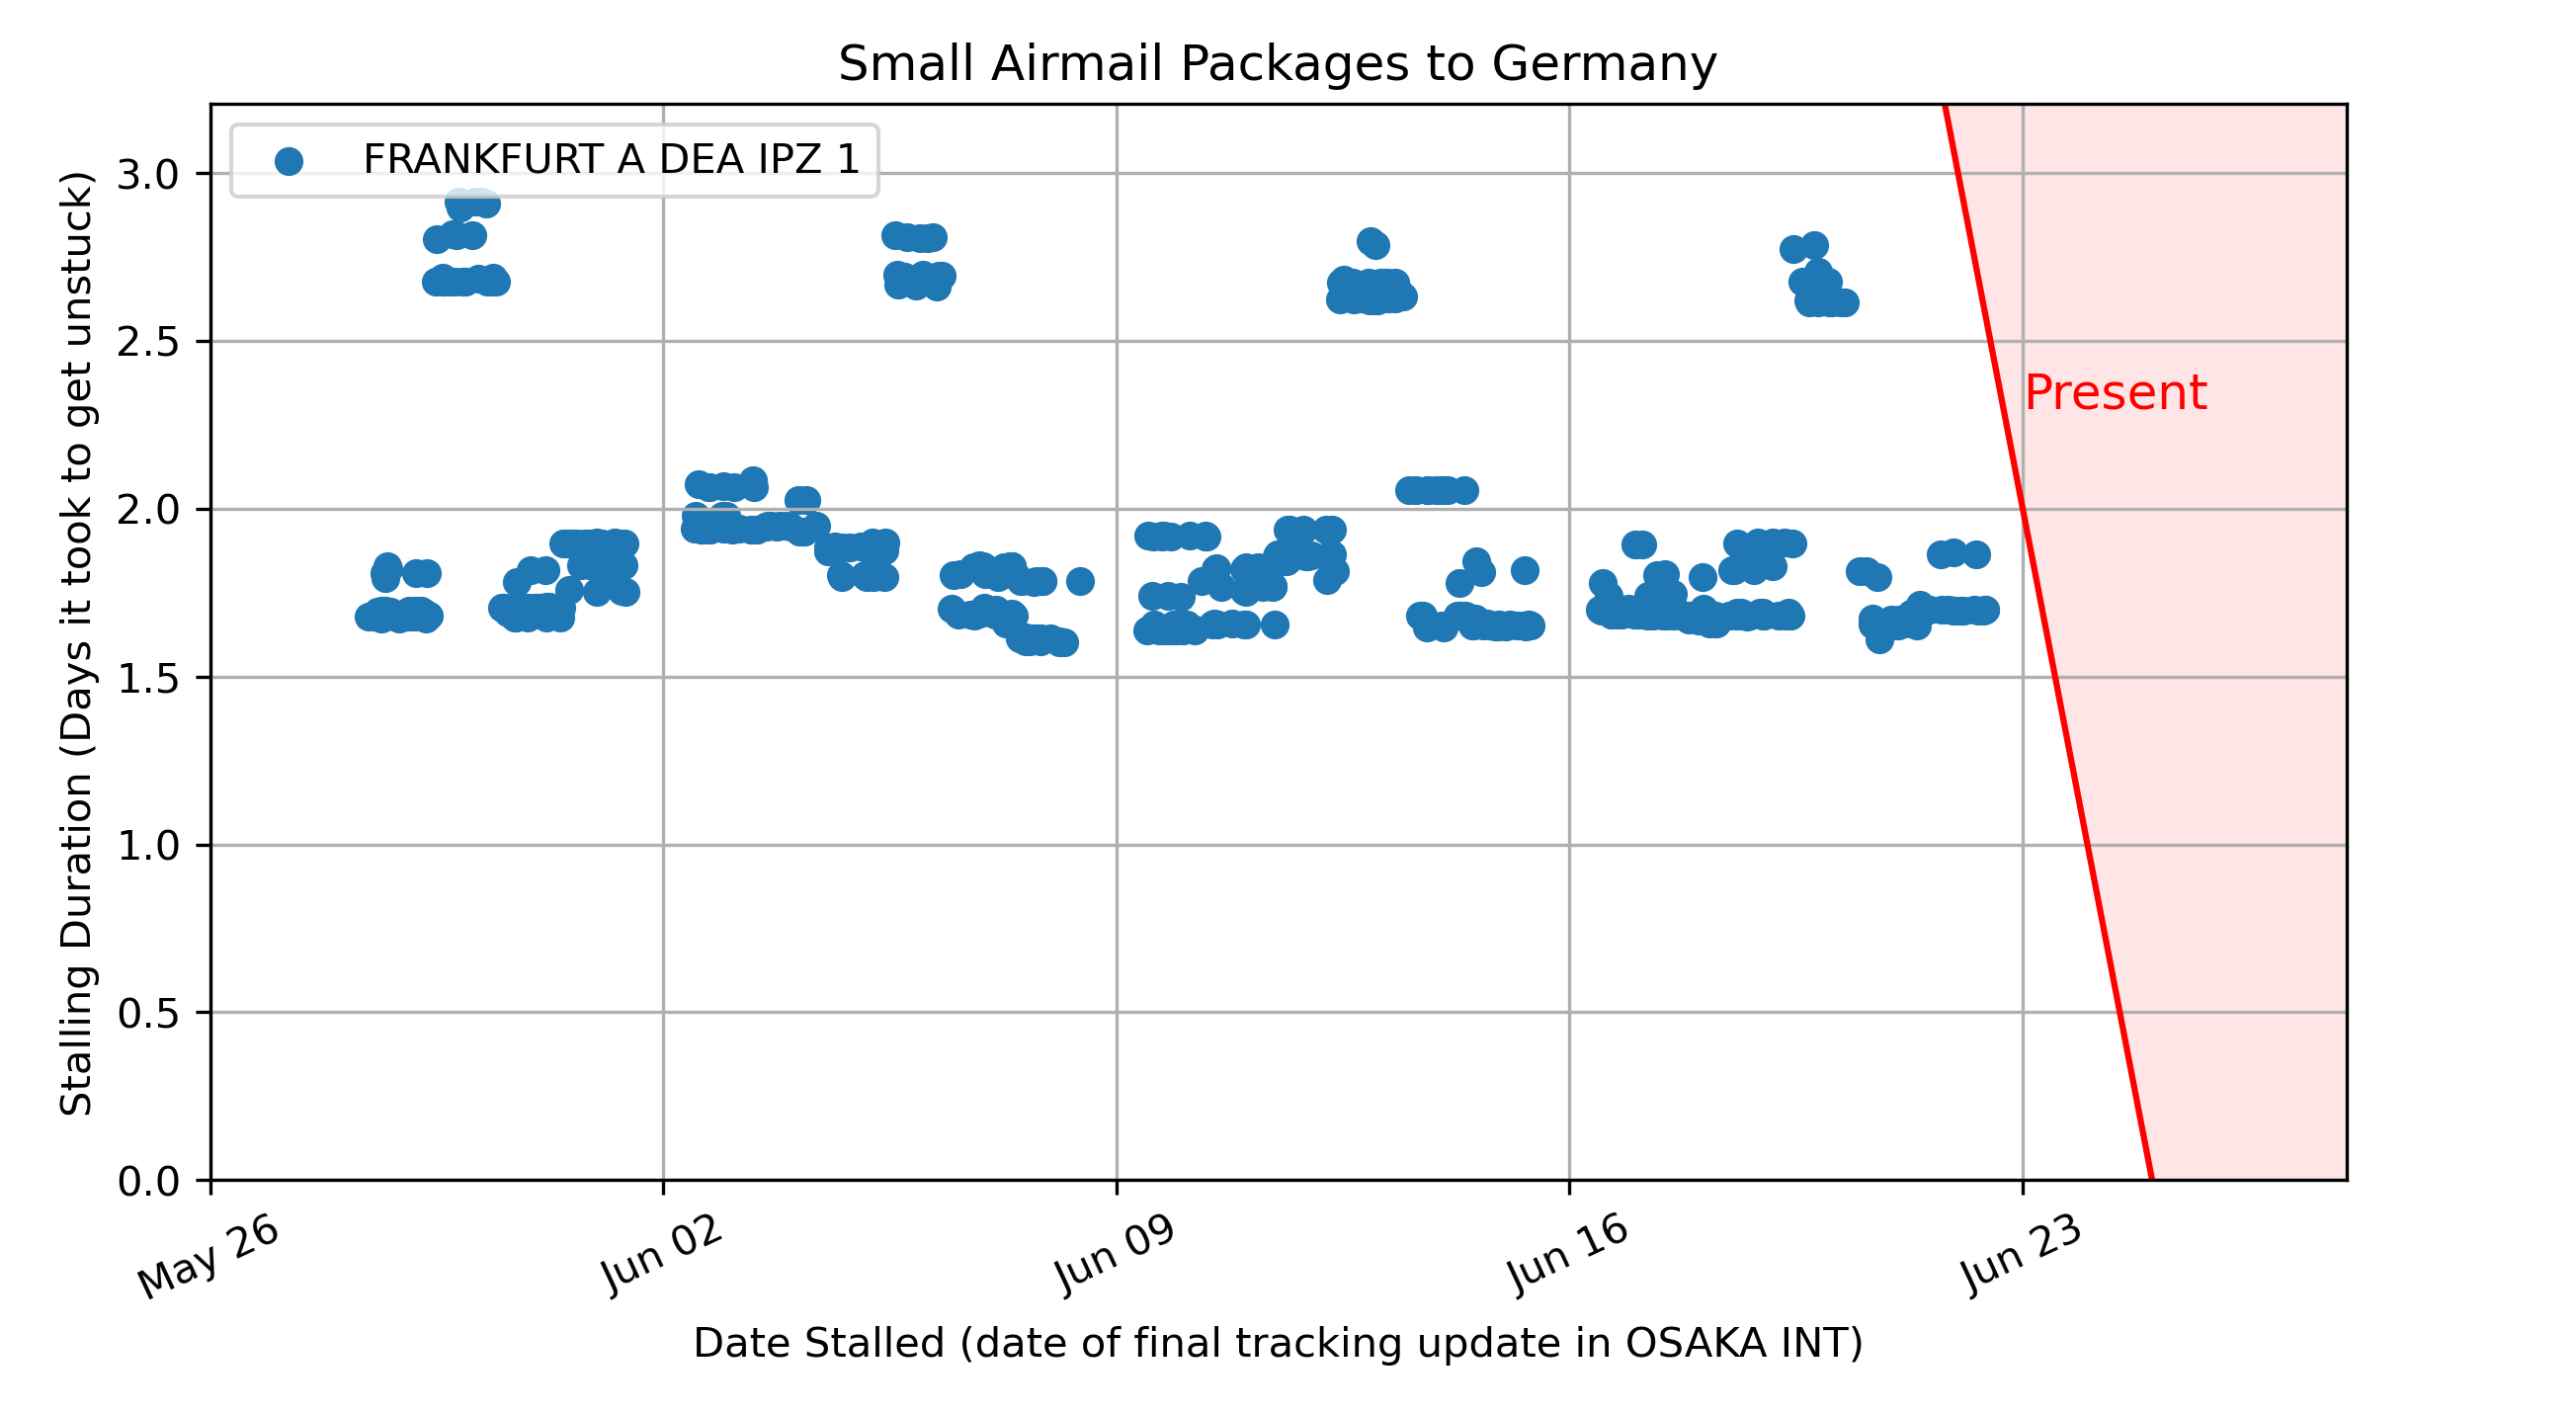 Small Airmail Packages to Germany
FRANKFURT A DEA IPZ 1
Present
Stalling Duration (Days it took to get unstuck)
3.0
2.5
2.0
1.5
1.0
0.5
0.0
May 26
Jun 02
Jun 09
Jun 16
Jun 23
Date Stalled (date of final tracking update in OSAKA INT)